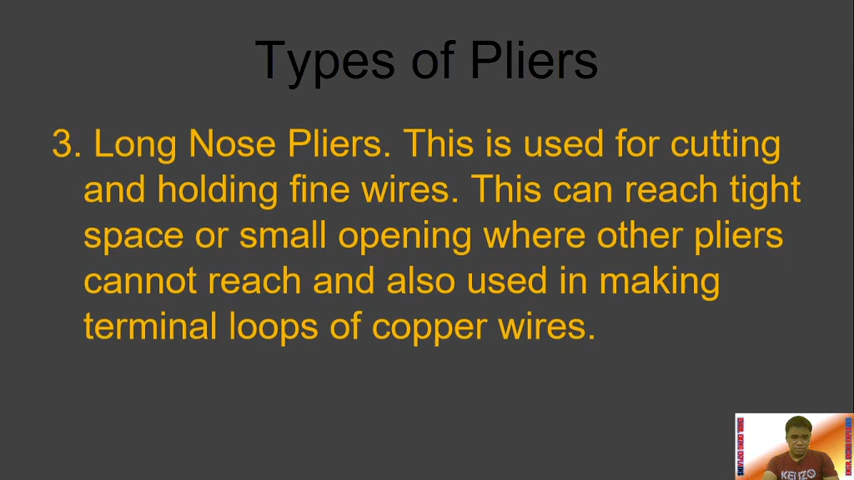 Types of Pliers
3. Long Nose Pliers. This is used for cutting
and holding fine wires. This can reach tight
space or small opening where other pliers
cannot reach and also used in making
terminal loops of copper wires.
KENZO